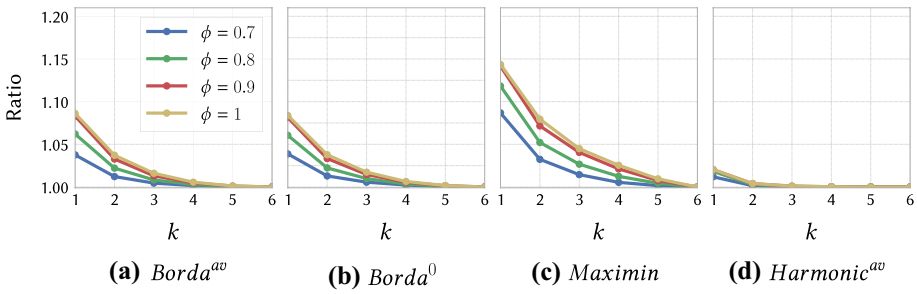 Ratio
1.20
1.15
1.10
1.05
1.00
ϕ = 0.7
ϕ = 0.8
ϕ = 0.9
ϕ = 1
1 2 3 4 5 6
1 2 3 4 5 6
1 2 3 4 5 6
1 2 3 4 5 6
k
k
k
k
(a) Borda^{av}
(b) Borda^{0}
(c) Maximin
(d) Harmonic^{av}